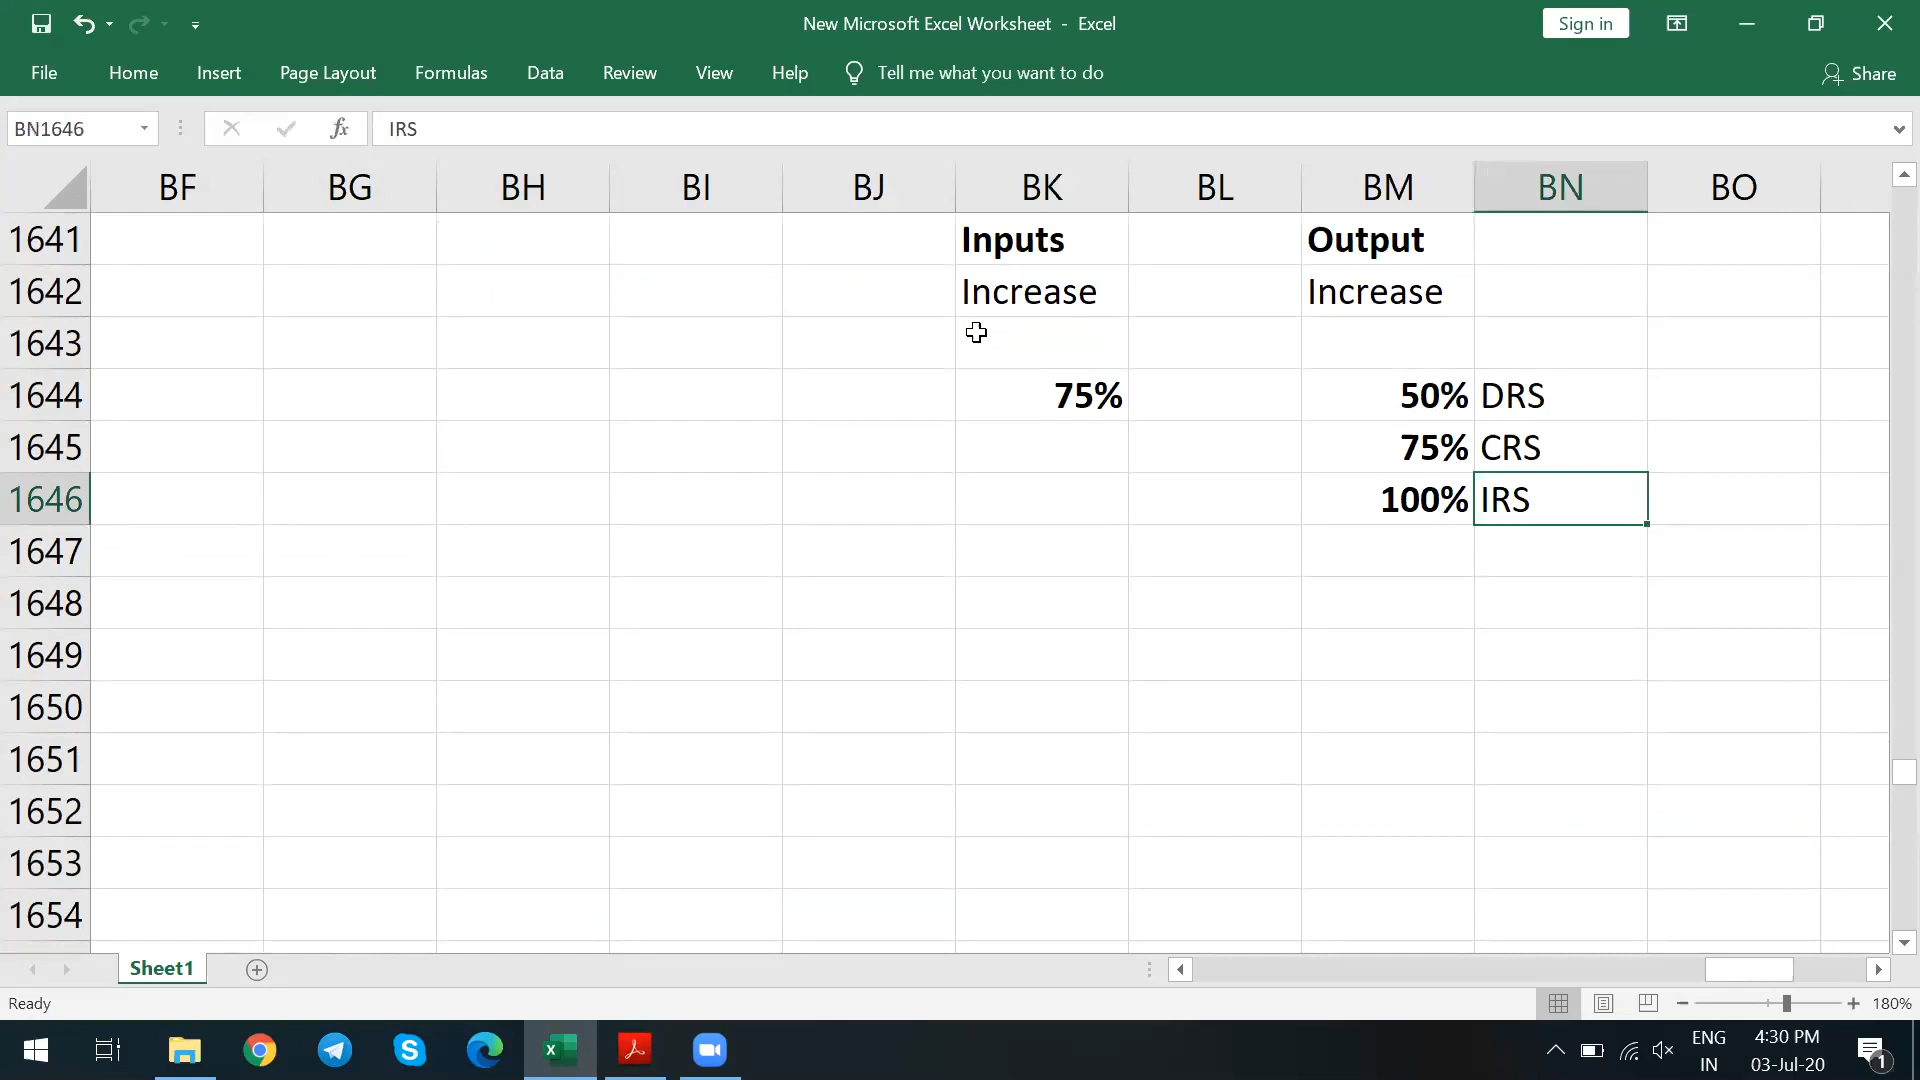 New Microsoft Excel Worksheet - Excel
Sign in
File Home Insert Page Layout Formulas Data Review View Help Tell me what you want to do Share
BN1646 fx IRS
BF BG BH BI BJ BK BL BM BN BO
1641 Inputs Output
1642 Increase Increase
1643
1644 75% 50% DRS
1645 75% CRS
1646 100% IRS
1647
1648
1649
1650
1651
1652
1653
1654
Sheet1
Ready 180%
ENG 4:30 PM
IN 03-Jul-20 1